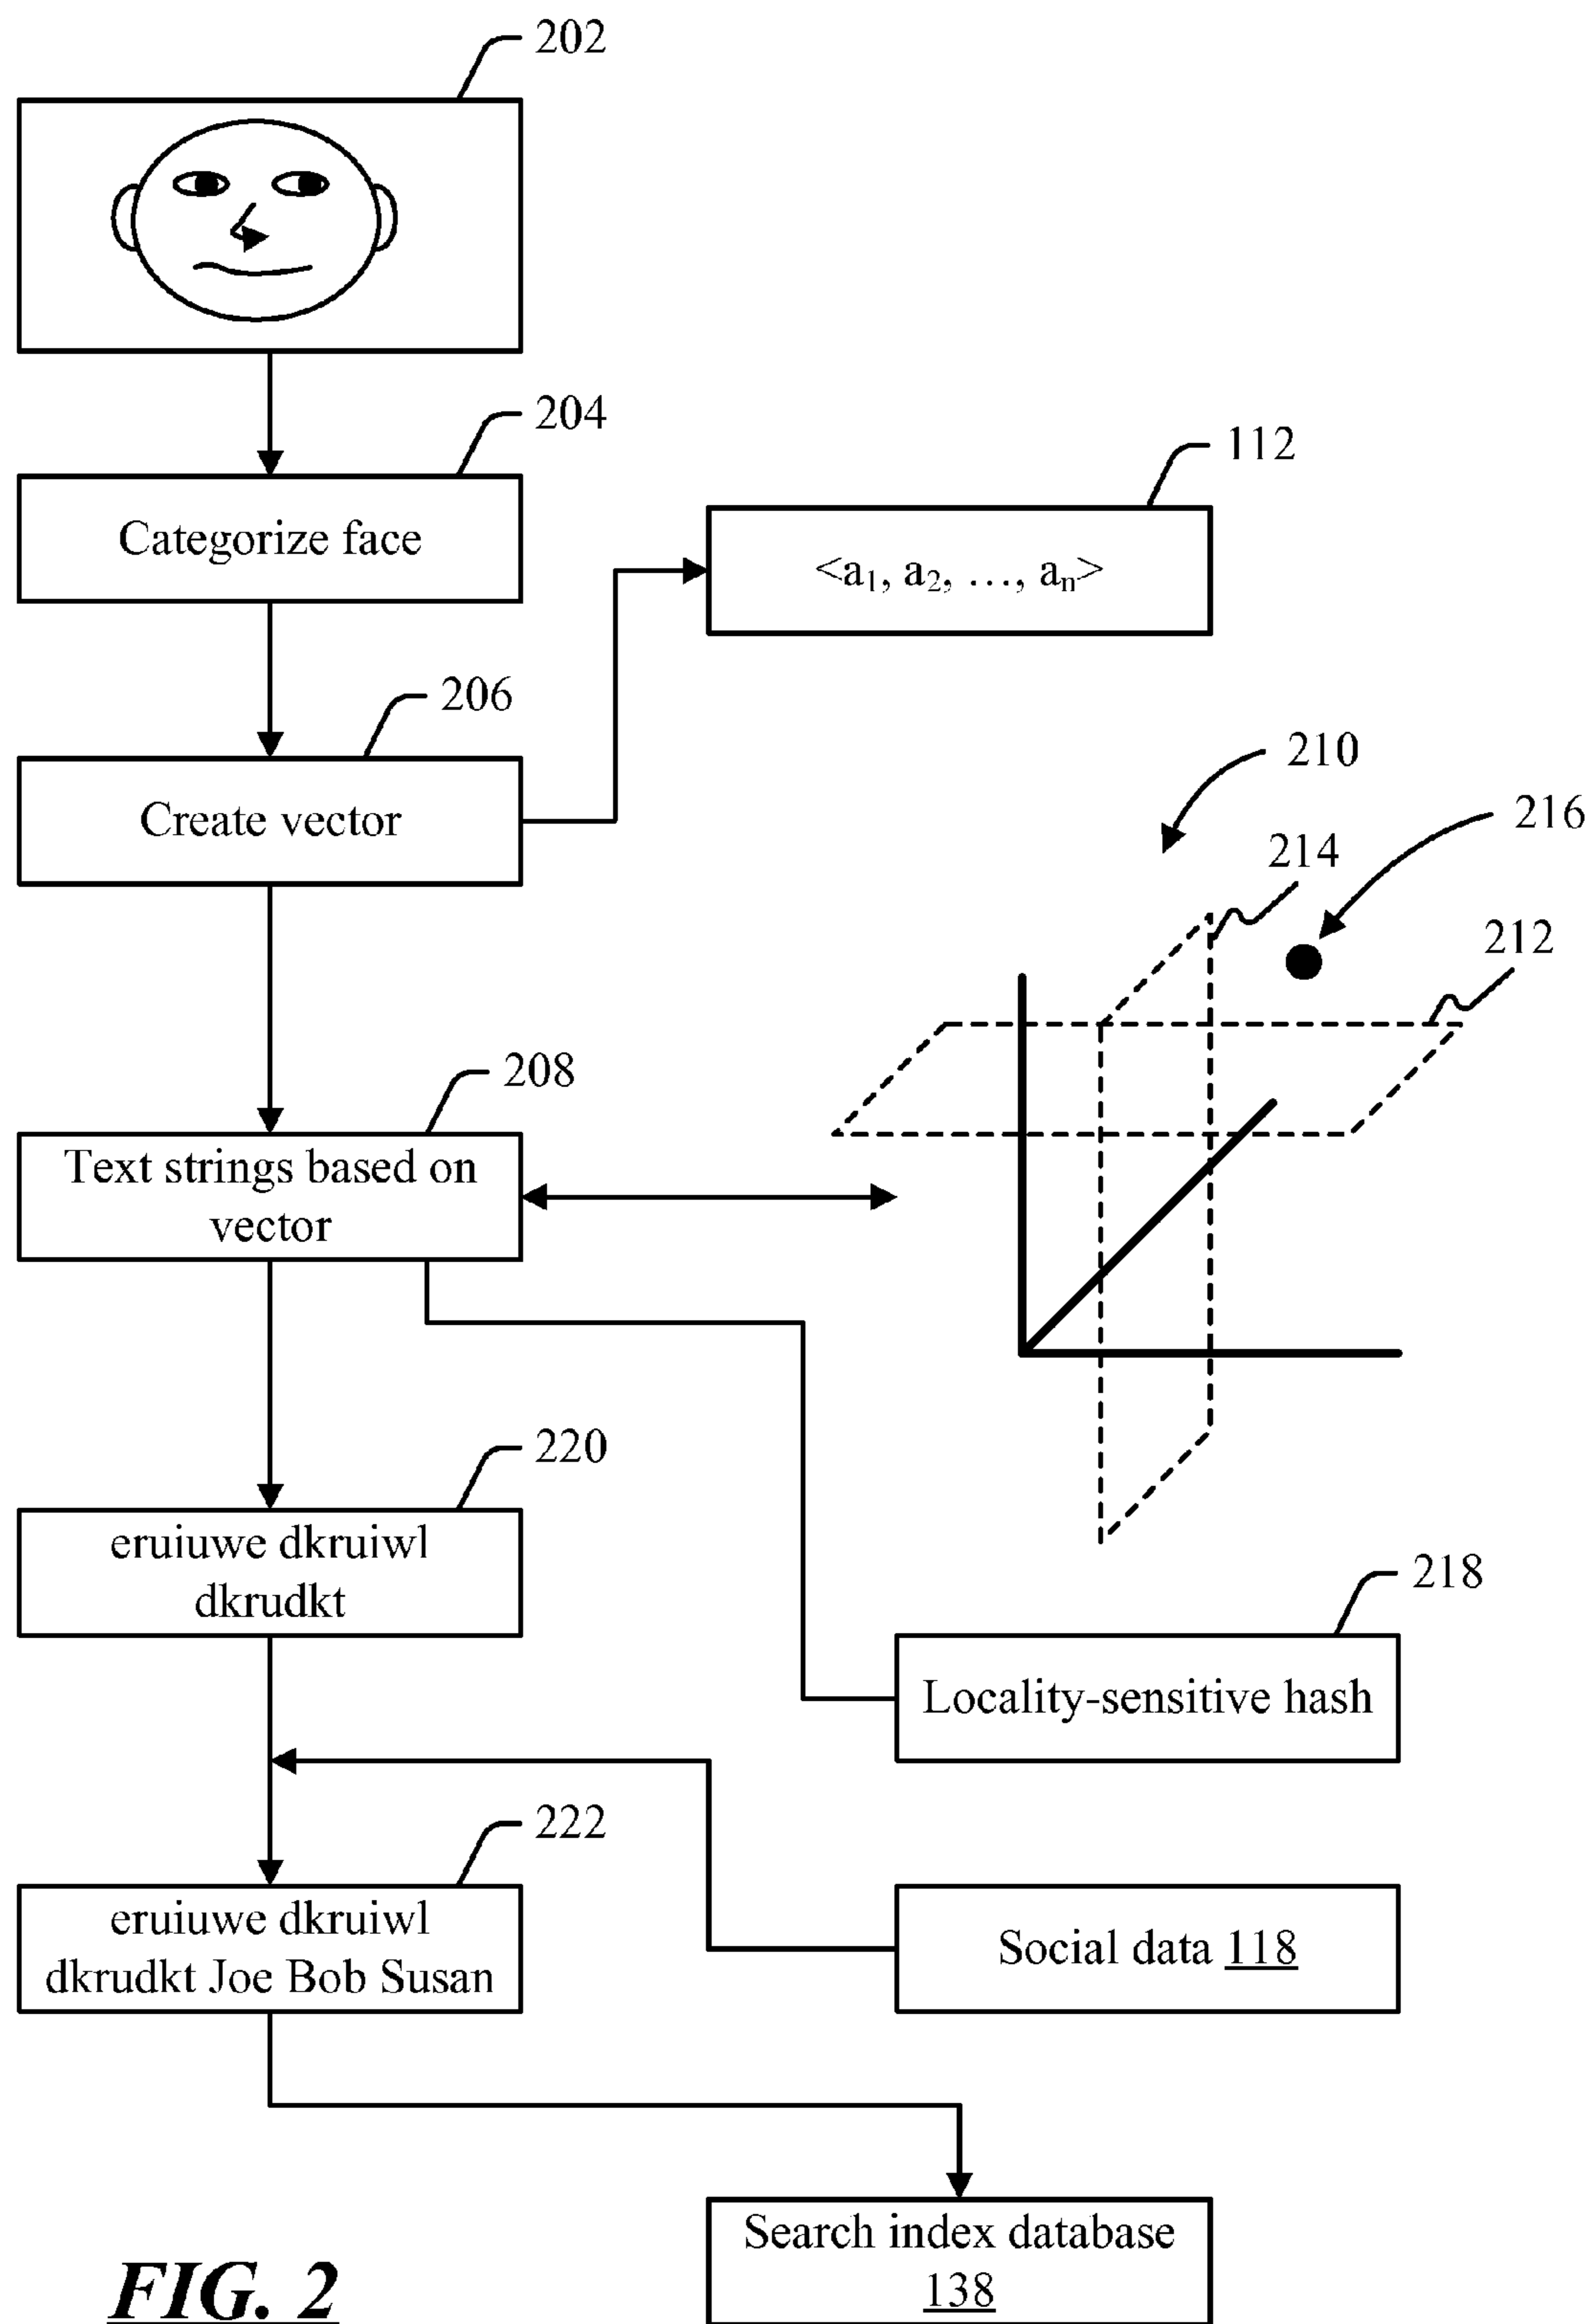 202
204
Categorize face
112
<a₁, a₂, …, aₙ>
206
Create vector
210
216
214
212
208
Text strings based on
vector
220
eruiuwe dkruiwl
dkrudkt
218
Locality-sensitive hash
222
eruiuwe dkruiwl
dkrudkt Joe Bob Susan
Social data 118
Search index database
138
FIG. 2